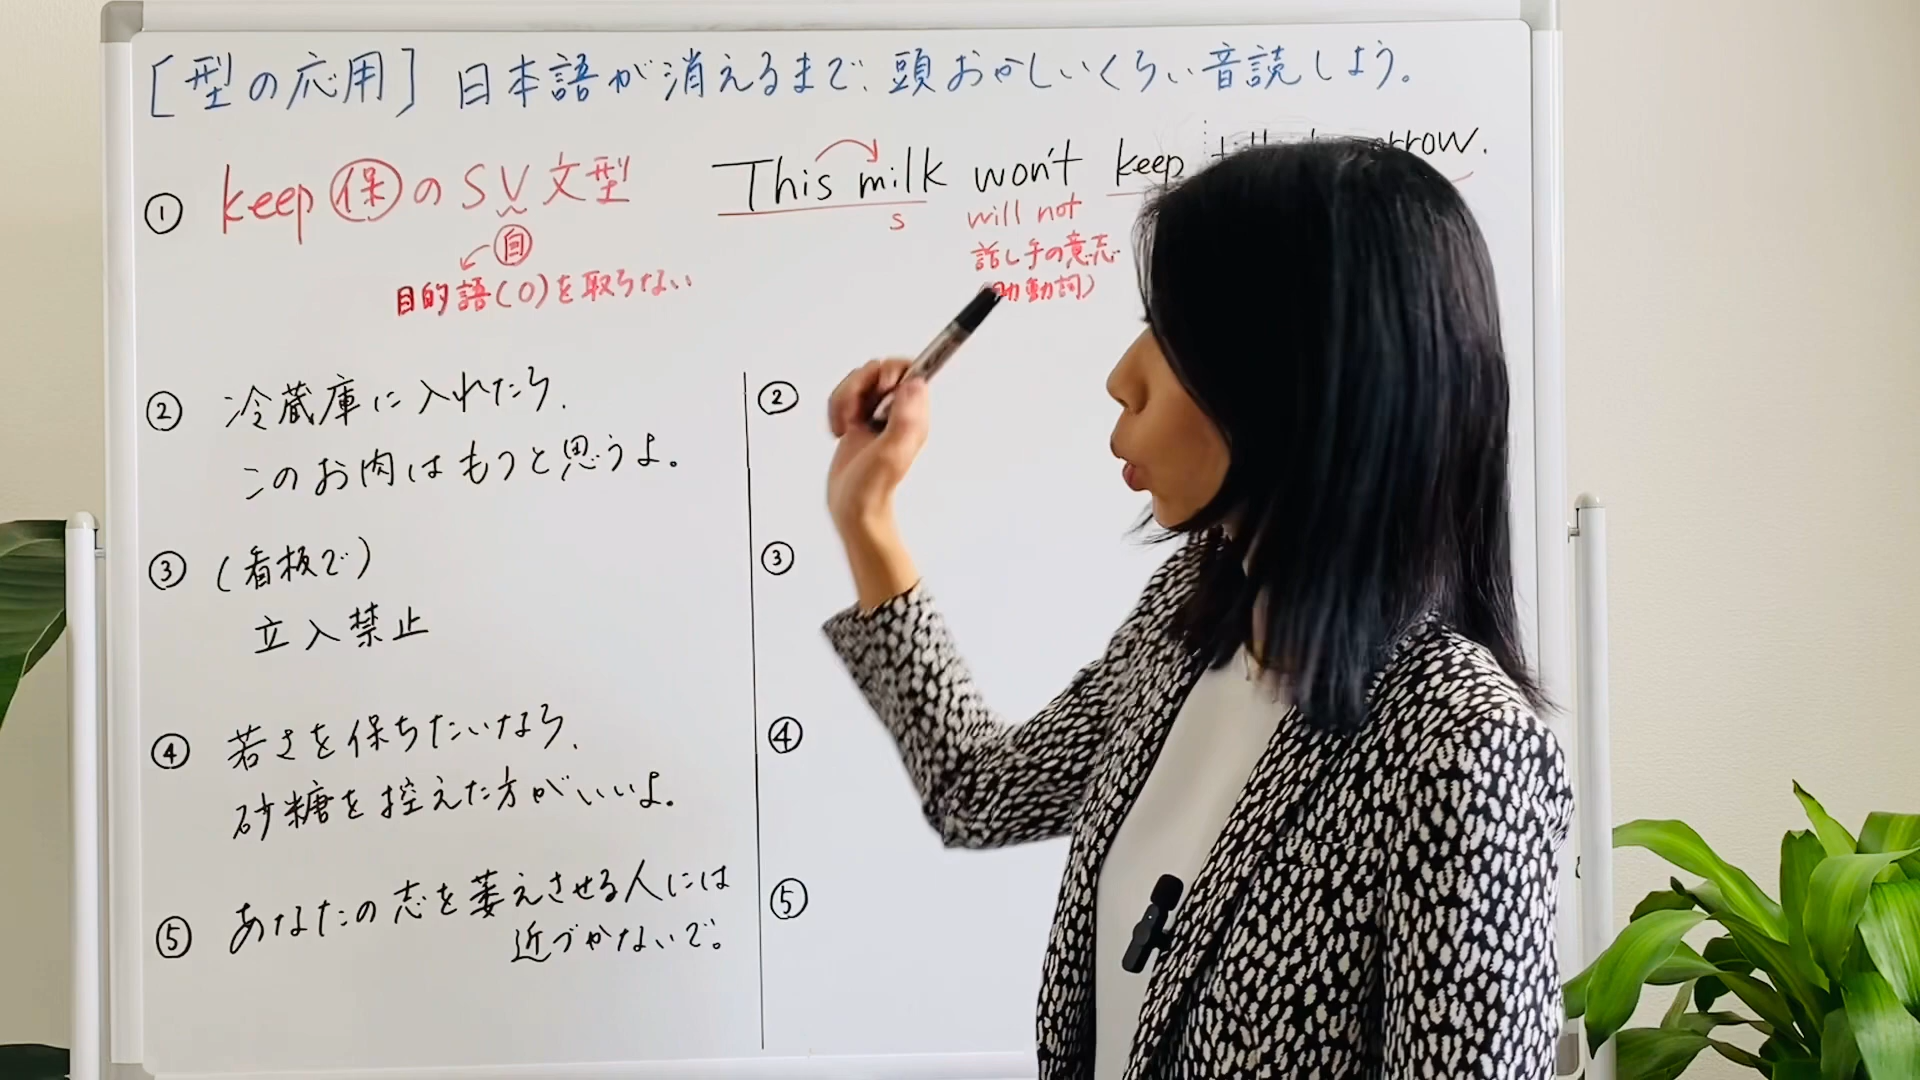 [型の応用] 日本語が消えるまで、頭おかしいくらい音読しよう。
① keep 保 の SV文型
自
目的語(O)を取らない
This milk won't keep
s
will not
話し手の意志
(助動詞)
② 冷蔵庫に入れたら、
このお肉はもつと思うよ。
③ (看板で)
立入禁止
④ 若さを保ちたいなら、
砂糖を控えた方がいいよ。
⑤ あなたの志を萎えさせる人には
近づかないで。
②
③
④
⑤